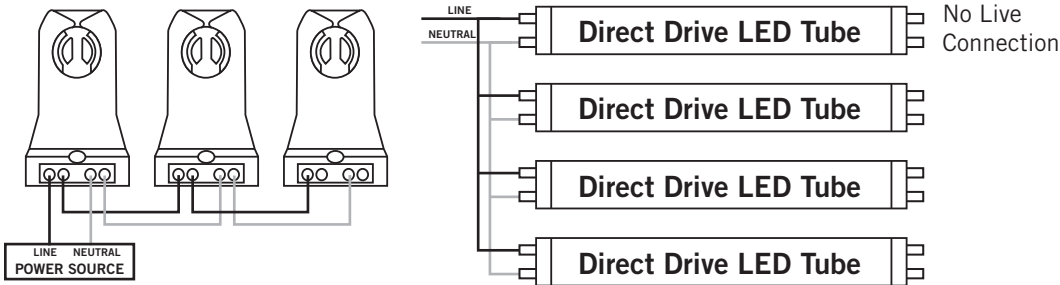 LINE NEUTRAL
POWER SOURCE
LINE
NEUTRAL
Direct Drive LED Tube
No Live
Connection
Direct Drive LED Tube
Direct Drive LED Tube
Direct Drive LED Tube